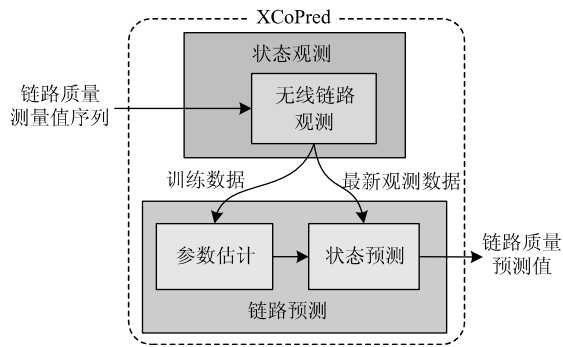 XCoPred
状态观测
链路质量
测量值序列
无线链路
观测
训练数据
最新观测数据
参数估计
状态预测
链路质量
预测值
链路预测